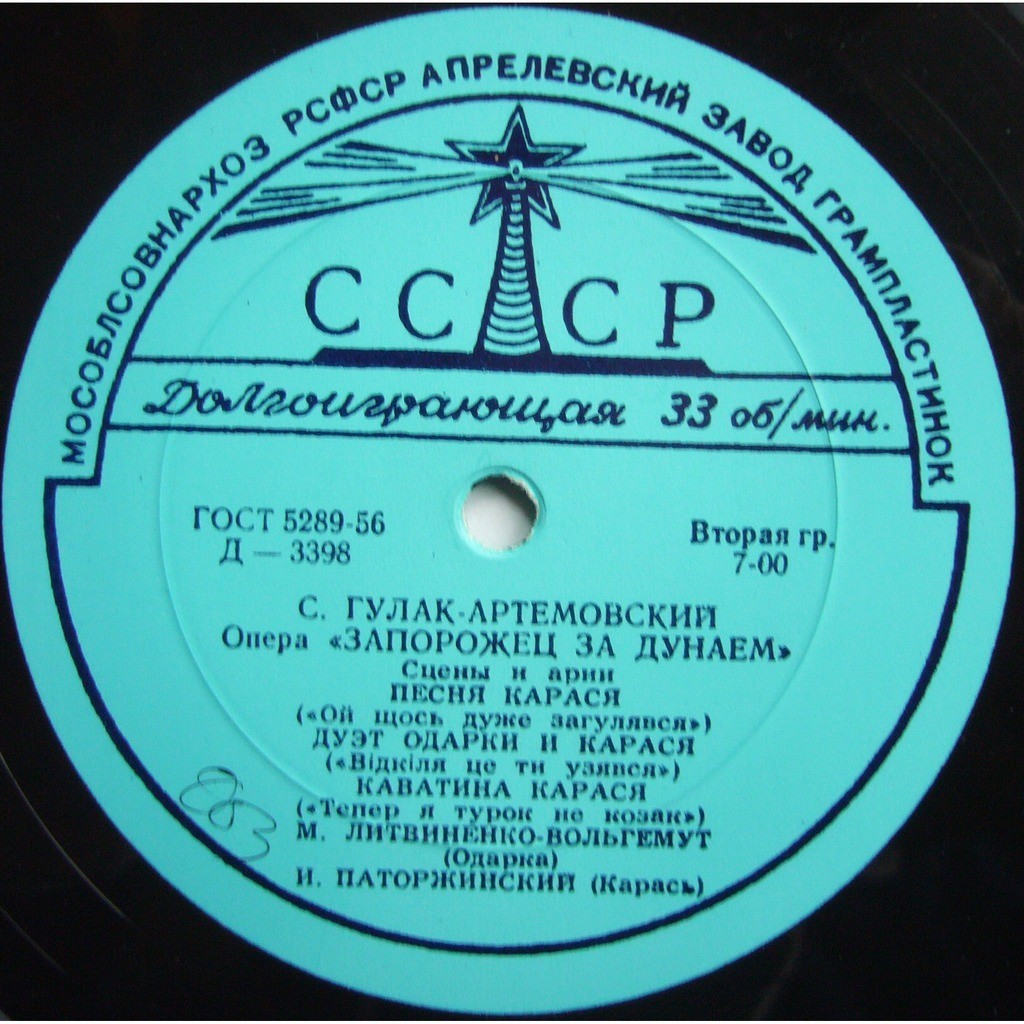 МОСОБЛСОВНАРХОЗ РСФСР АПРЕЛЕВСКИЙ ЗАВОД ГРАМПЛАСТИНОК
СССР
Долгоиграющая 33 об/мин.
ГОСТ 5289-56
Д — 3398
Вторая гр.
7-00
С. ГУЛАК-АРТЕМОВСКИЙ
Опера «ЗАПОРОЖЕЦ ЗА ДУНАЕМ»
Сцены и арии
ПЕСНЯ КАРАСЯ
(«Ой щось дуже загулявся»)
ДУЭТ ОДАРКИ И КАРАСЯ
(«Відкіля це ти узявся»)
КАВАТИНА КАРАСЯ
(«Тепер я турок не козак»)
М. ЛИТВИНЕНКО-ВОЛЬГЕМУТ
(Одарка)
И. ПАТОРЖИНСКИЙ (Карась)